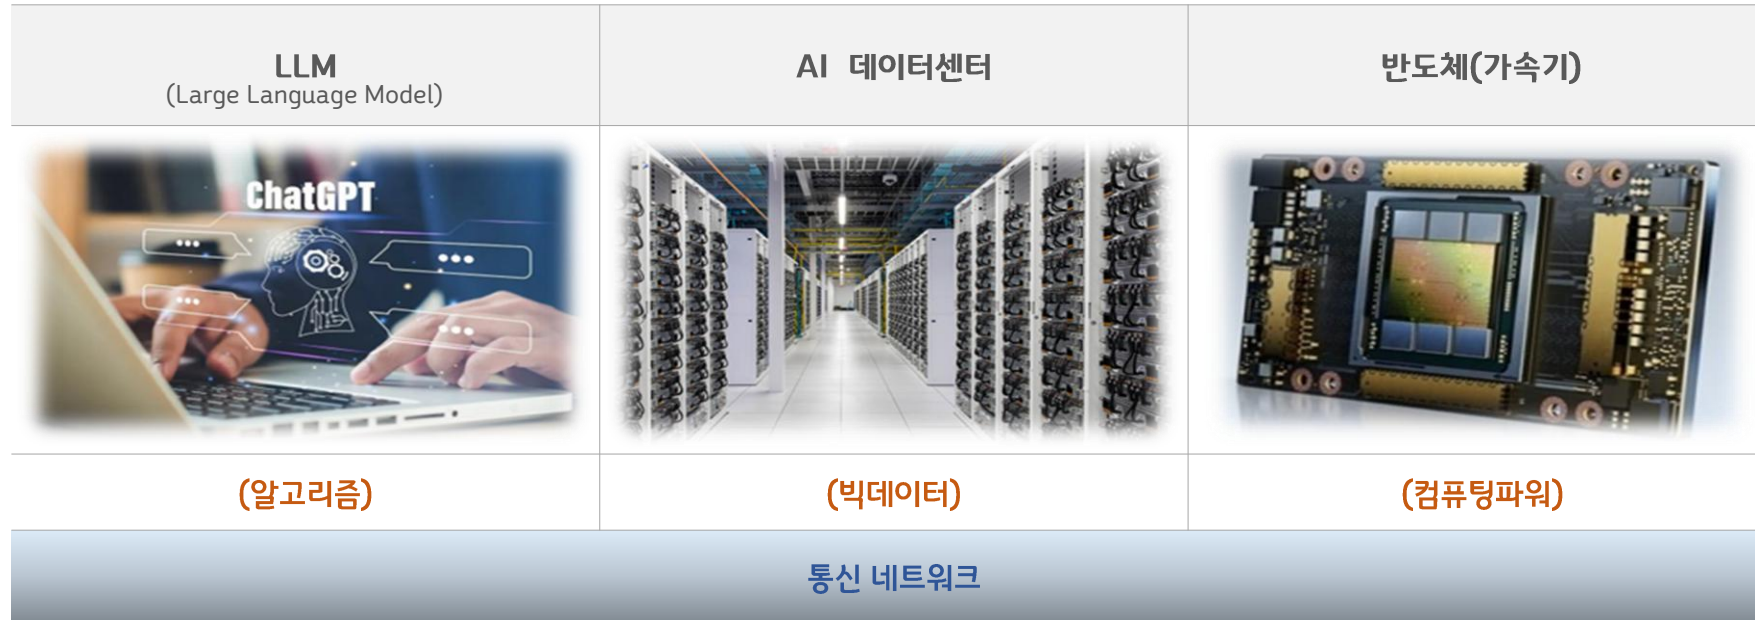 LLM
(Large Language Model)
AI 데이터센터
반도체(가속기)
ChatGPT
(알고리즘)
(빅데이터)
(컴퓨팅파워)
통신 네트워크